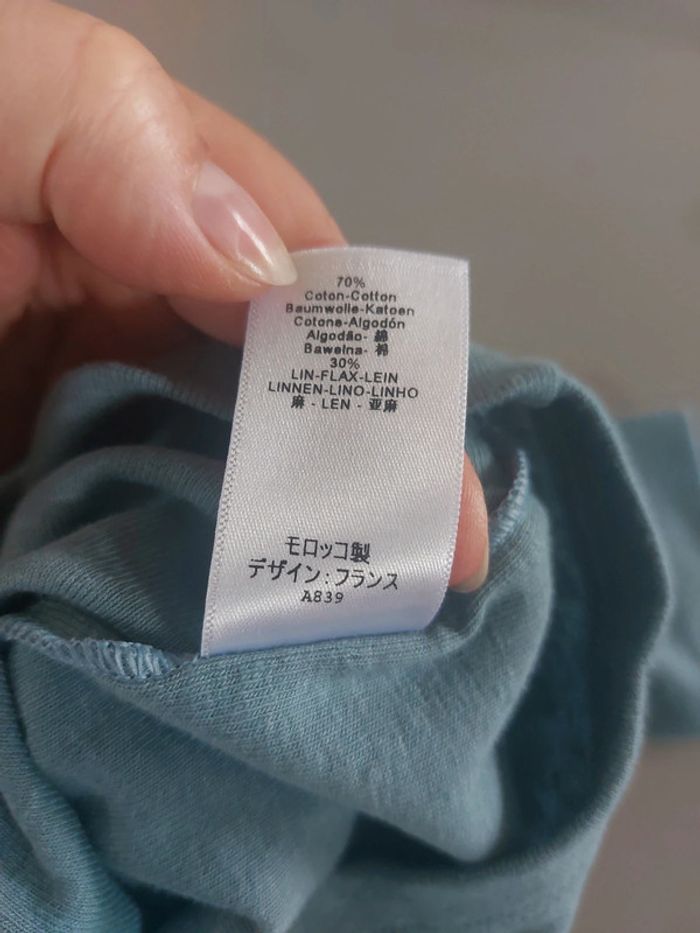 70%
Coton-Cotton
Baumwolle-Katoen
Cotone-Algodón
Algodão- 綿
Bawełna- 棉
30%
LIN-FLAX-LEIN
LINNEN-LINO-LINHO
麻 - LEN - 亚麻
モロッコ製
デザイン:フランス
A839